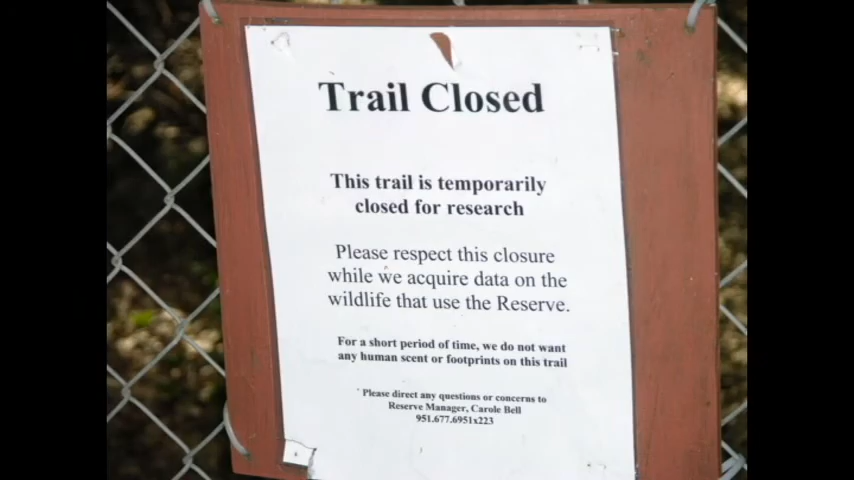 Trail Closed
This trail is temporarily
closed for research
Please respect this closure
while we acquire data on the
wildlife that use the Reserve.
For a short period of time, we do not want
any human scent or footprints on this trail
Please direct any questions or concerns to
Reserve Manager, Carole Bell
951.677.6951x223